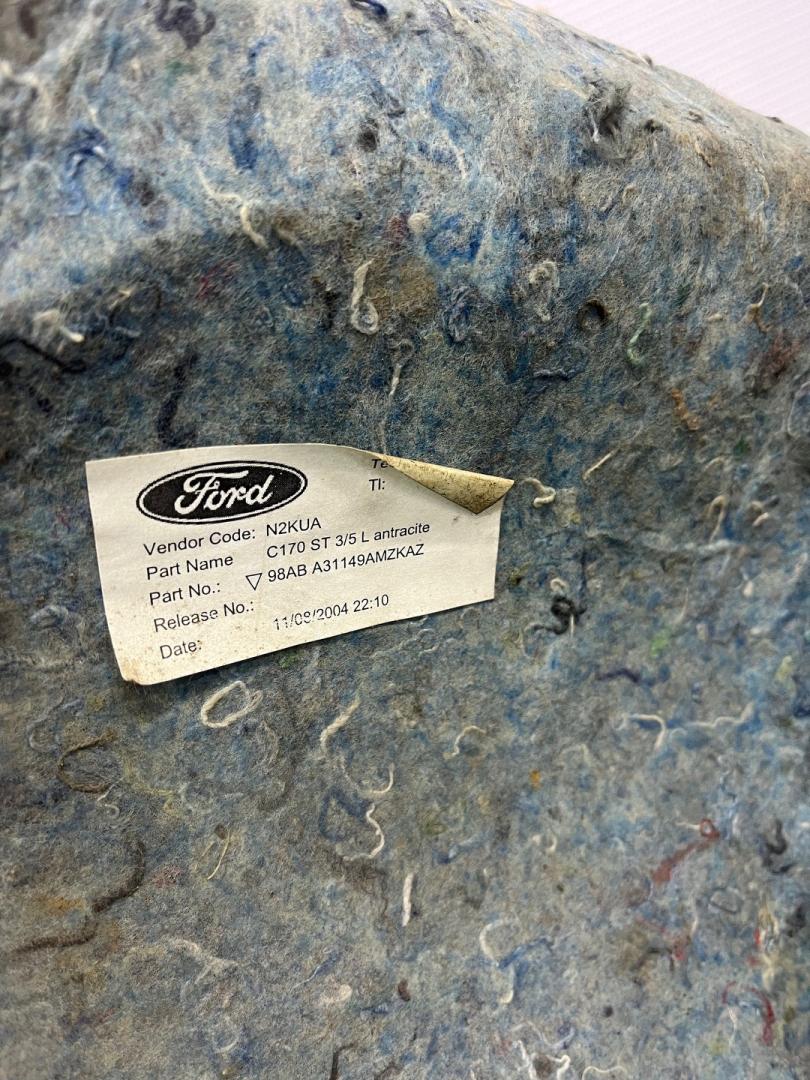 Ford
Tl:
Vendor Code: N2KUA
Part Name C170 ST 3/5 L antracite
Part No.: ▽ 98AB A31149AMZKAZ
Release No.:
Date: 11/08/2004 22:10